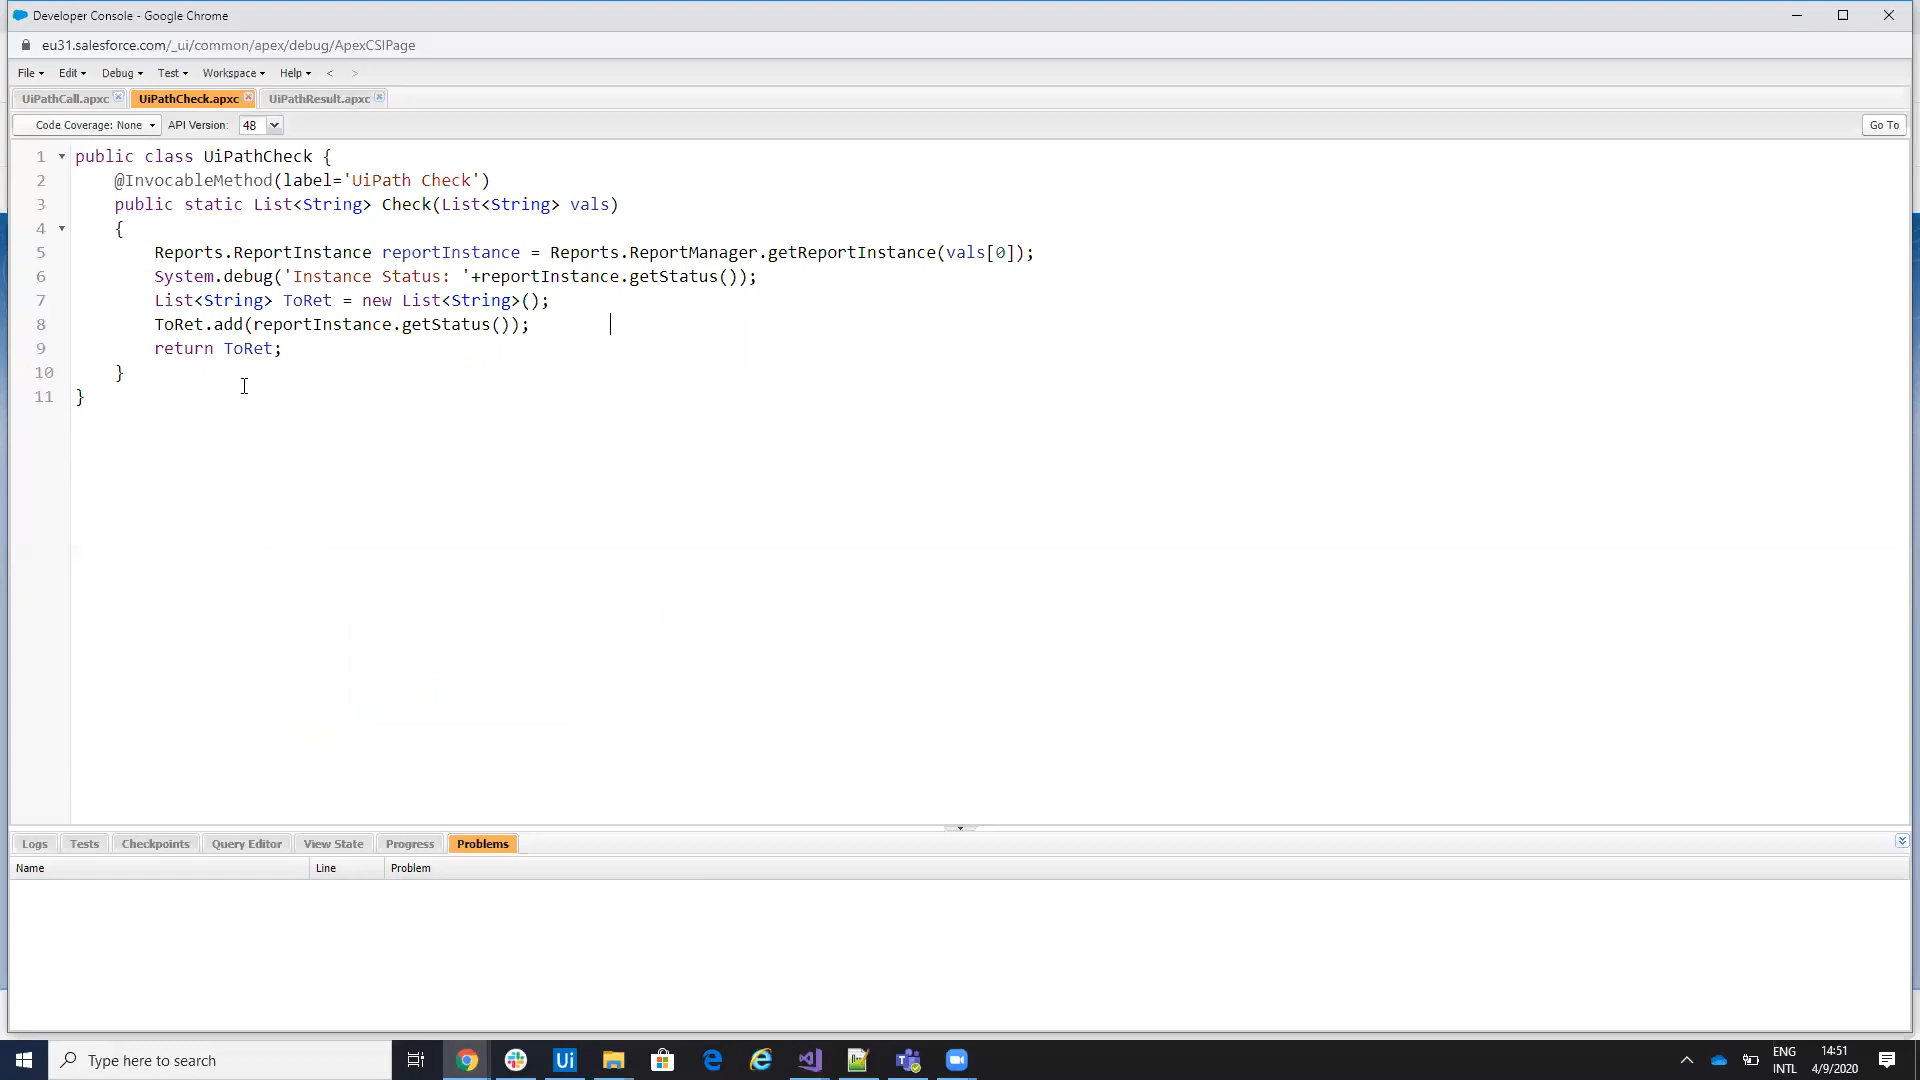 Developer Console - Google Chrome
eu31.salesforce.com/_ui/common/apex/debug/ApexCSIPage
File Edit Debug Test Workspace Help < >
UiPathCall.apxc UiPathCheck.apxc UiPathResult.apxc
Code Coverage: None API Version: 48 Go To
1 public class UiPathCheck {
2 @InvocableMethod(label='UiPath Check')
3 public static List<String> Check(List<String> vals)
4 {
5 Reports.ReportInstance reportInstance = Reports.ReportManager.getReportInstance(vals[0]);
6 System.debug('Instance Status: '+reportInstance.getStatus());
7 List<String> ToRet = new List<String>();
8 ToRet.add(reportInstance.getStatus());
9 return ToRet;
10 }
11 }
Logs Tests Checkpoints Query Editor View State Progress Problems
Name Line Problem
Type here to search
Ui
ENG
INTL
14:51
4/9/2020